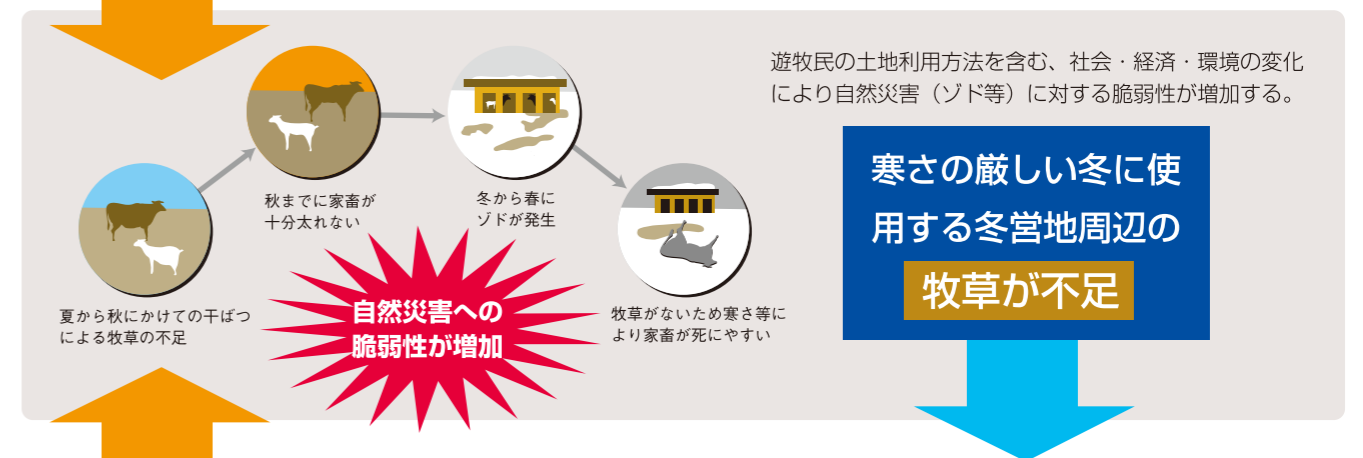 遊牧民の土地利用方法を含む、社会・経済・環境の変化
により自然災害（ゾド等）に対する脆弱性が増加する。
夏から秋にかけての干ばつ
による牧草の不足
秋までに家畜が
十分太れない
冬から春に
ゾドが発生
牧草がないため寒さ等に
より家畜が死にやすい
自然災害への
脆弱性が増加
寒さの厳しい冬に使
用する冬営地周辺の
牧草が不足